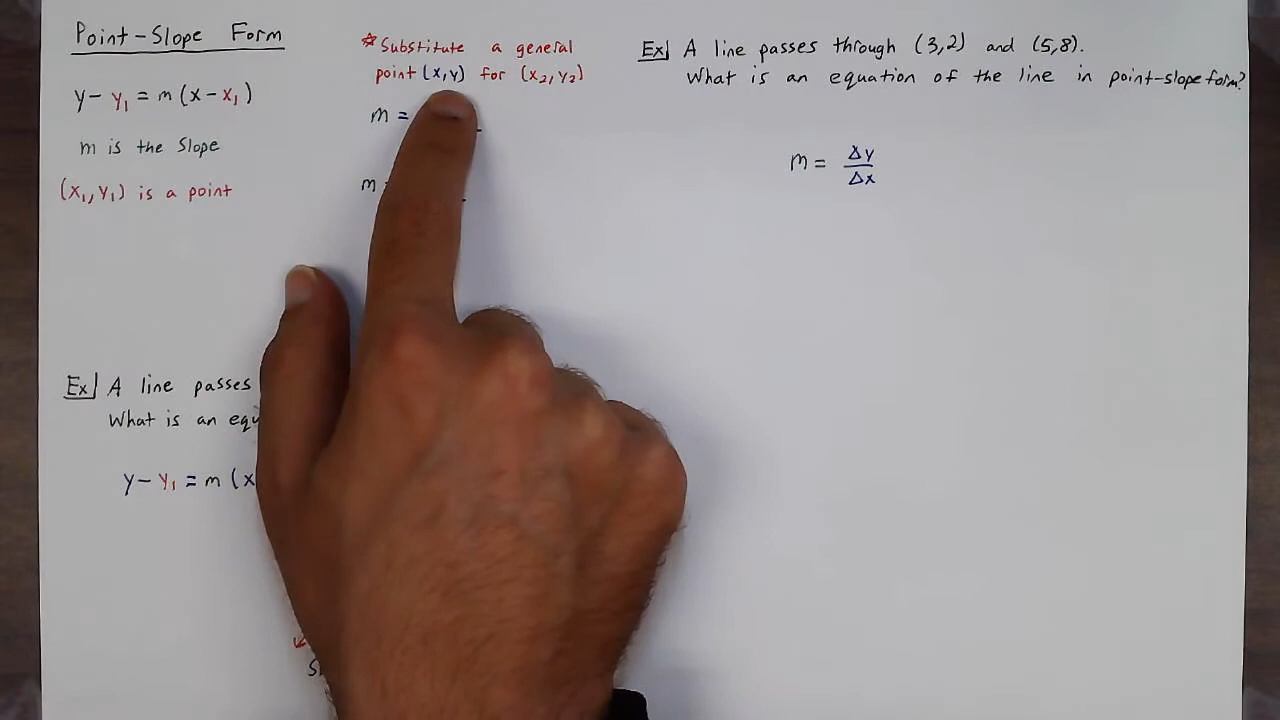 Point-Slope Form
y - y₁ = m (x - x₁)
m is the slope
(x₁, y₁) is a point
*Substitute a general
point (x,y) for (x₂, y₂)
m =
m
Ex A line passes
What is an equ
y - y₁ = m (x
S
Ex A line passes through (3,2) and (5,8).
What is an equation of the line in point-slope form?
m = Δy
Δx